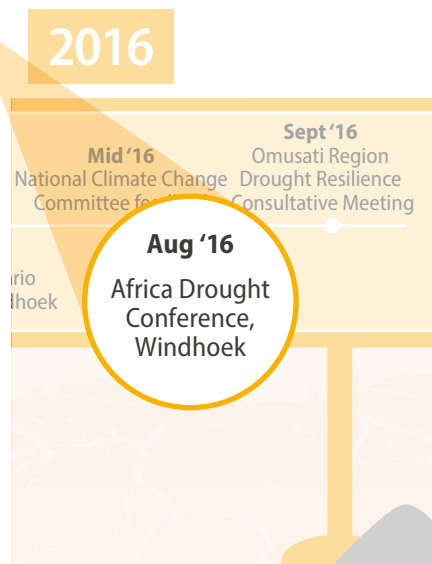 2016
Mid ‘16
National Climate Change
Committee
Sept ‘16
Omusati Region
Drought Resilience
Consultative Meeting
Aug ‘16
Africa Drought
Conference,
Windhoek